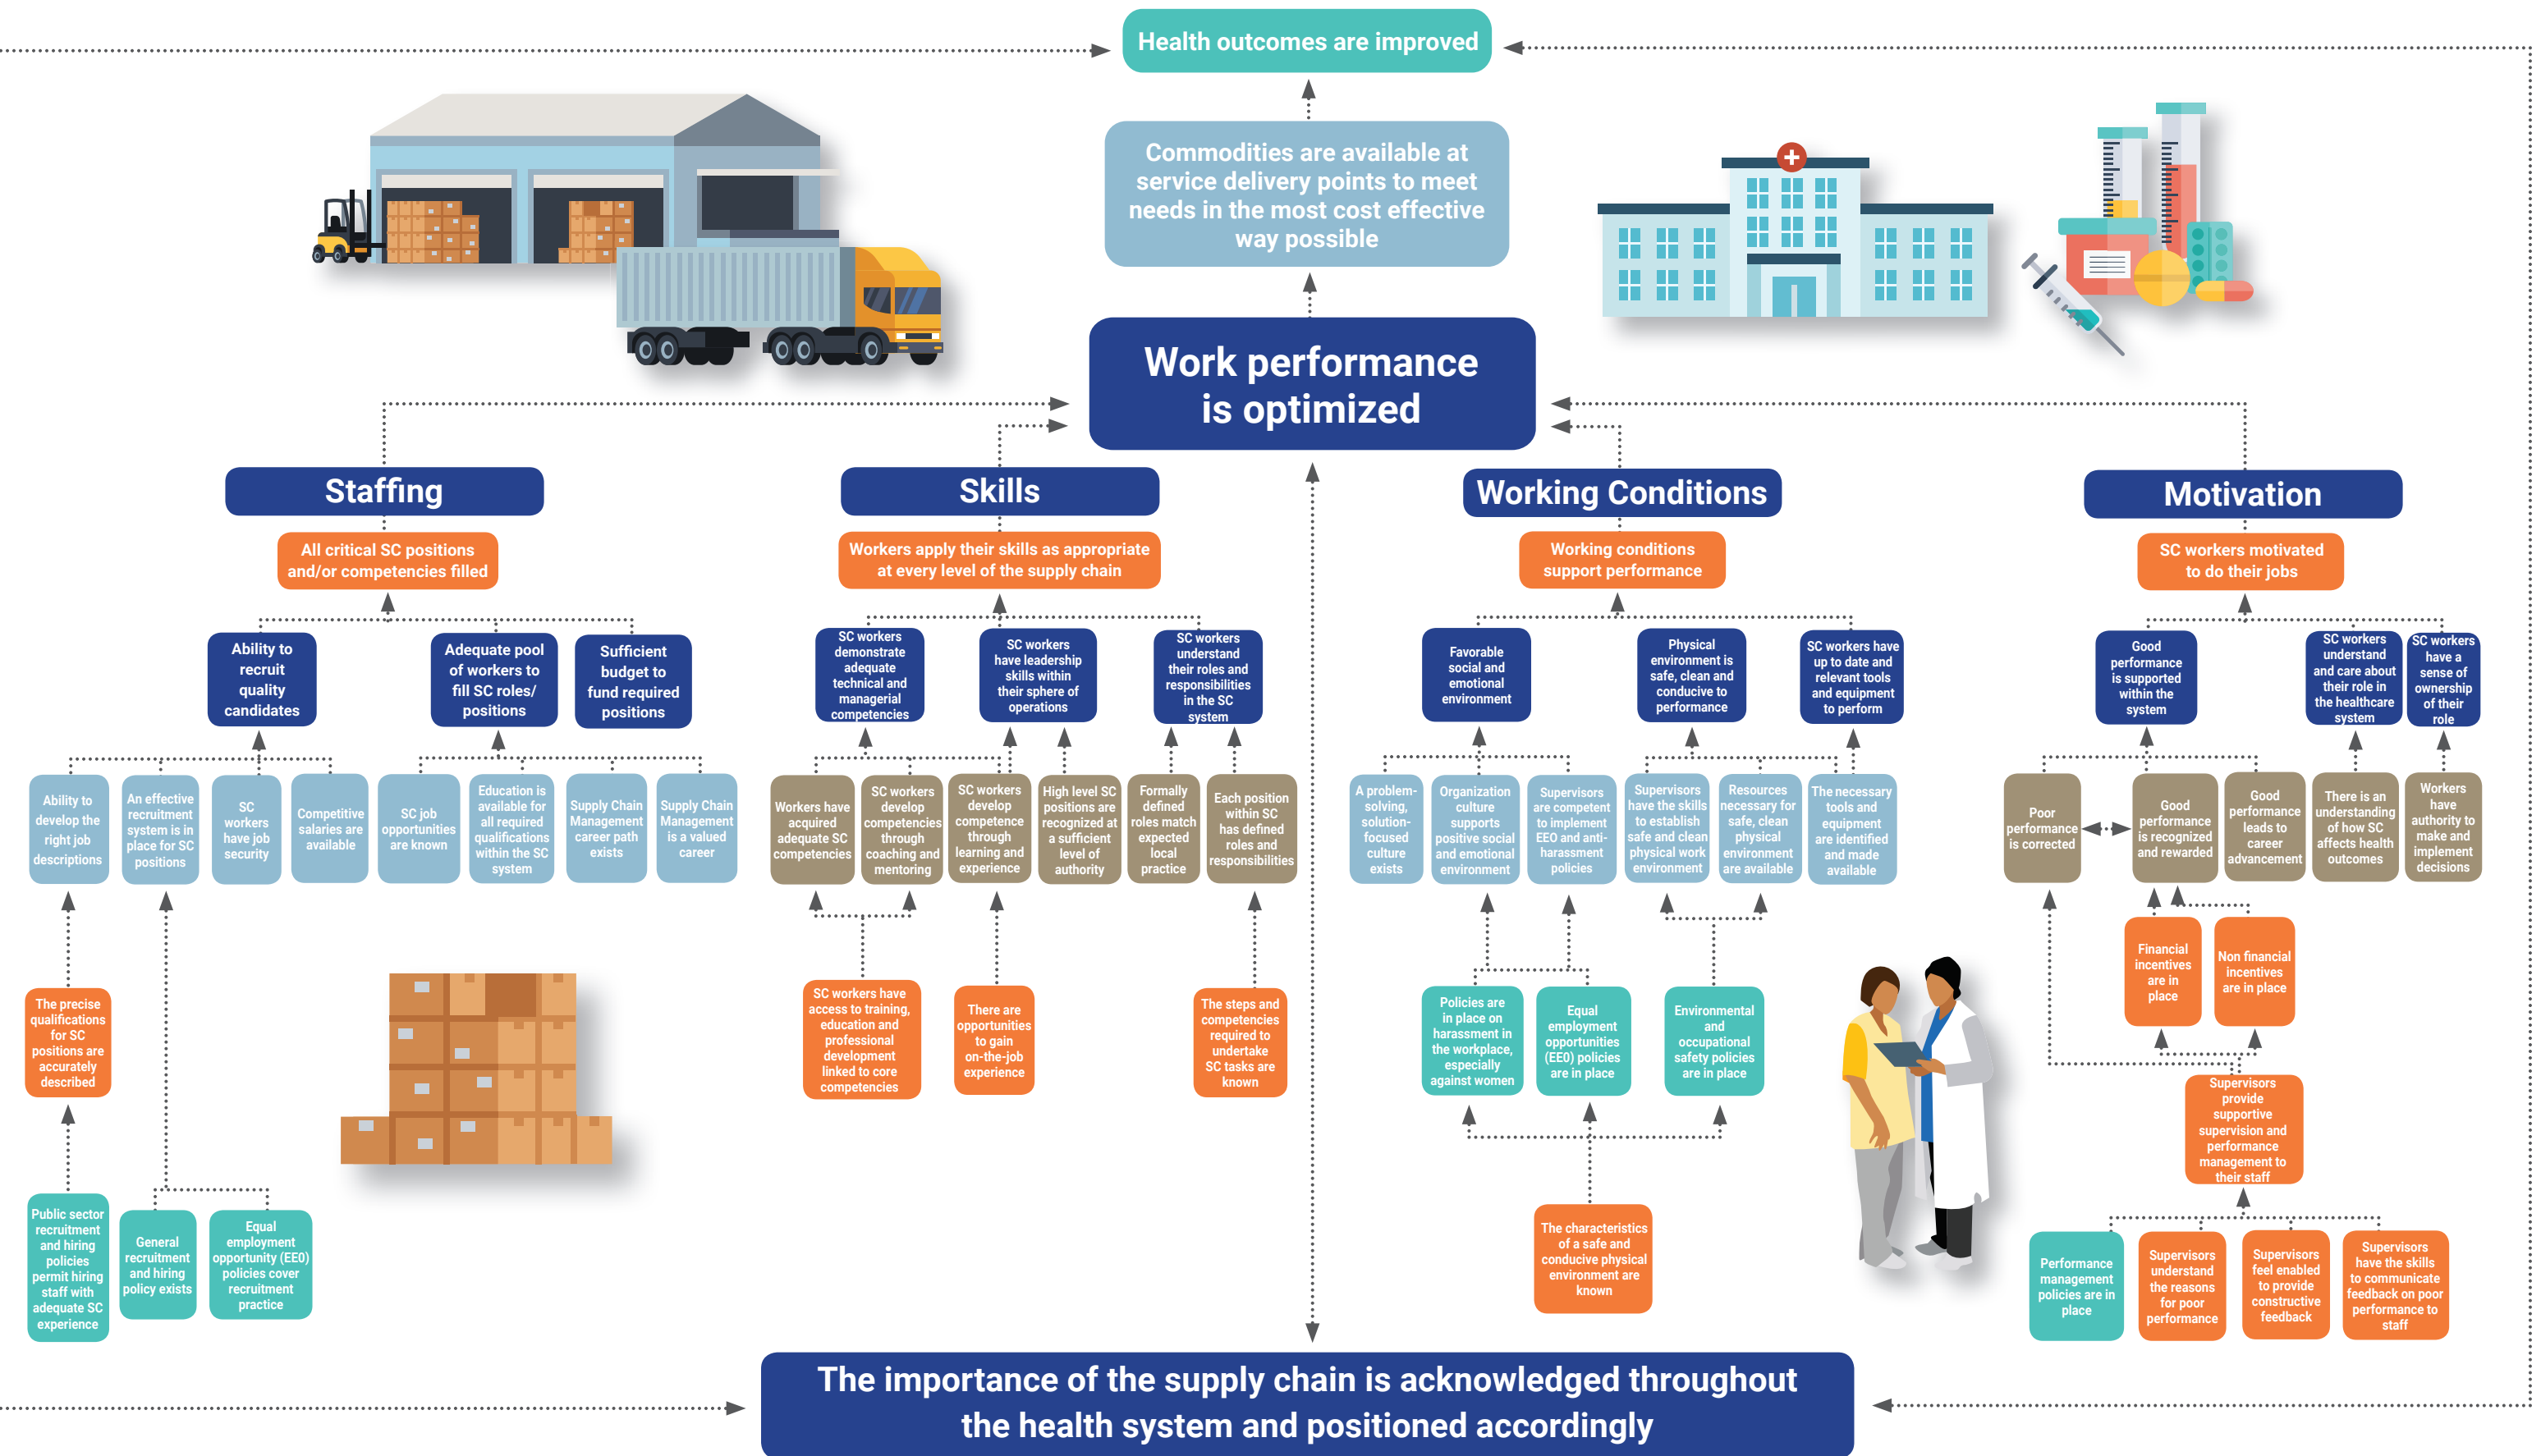 Health outcomes are improved
Commodities are available at
service delivery points to meet
needs in the most cost effective
way possible
Work performance
is optimized
Staffing
All critical SC positions
and/or competencies filled
Ability to
recruit
quality
candidates
Adequate pool
of workers to
fill SC roles/
positions
Sufficient
budget to
fund required
positions
Ability to
develop the
right job
descriptions
An effective
recruitment
system is in
place for SC
positions
SC
workers
have job
security
Competitive
salaries are
available
SC job
opportunities
are known
Education is
available for
all required
qualifications
within the SC
system
Supply Chain
Management
career path
exists
Supply Chain
Management
is a valued
career
The precise
qualifications
for SC
positions are
accurately
described
Public sector
recruitment
and hiring
policies
permit hiring
staff with
adequate SC
experience
General
recruitment
and hiring
policy exists
Equal
employment
opportunity (EE0)
policies cover
recruitment
practice
Skills
Workers apply their skills as appropriate
at every level of the supply chain
SC workers
demonstrate
adequate
technical and
managerial
competencies
SC workers
have leadership
skills within
their sphere of
operations
SC workers
understand
their roles and
responsibilities
in the SC
system
Workers have
acquired
adequate SC
competencies
SC workers
develop
competencies
through
coaching and
mentoring
SC workers
develop
competence
through
learning and
experience
High level SC
positions are
recognized at
a sufficient
level of
authority
Formally
defined
roles match
expected
local
practice
Each position
within SC
has defined
roles and
responsibilities
SC workers have
access to training,
education and
professional
development
linked to core
competencies
There are
opportunities
to gain
on-the-job
experience
The steps and
competencies
required to
undertake
SC tasks are
known
Working Conditions
Working conditions
support performance
Favorable
social and
emotional
environment
Physical
environment is
safe, clean and
conducive to
performance
SC workers have
up to date and
relevant tools
and equipment
to perform
A problem-
solving,
solution-
focused
culture
exists
Organization
culture
supports
positive social
and emotional
environment
Supervisors
are competent
to implement
EEO and anti-
harassment
policies
Supervisors
have the skills
to establish
safe and clean
physical work
environment
Resources
necessary for
safe, clean
physical
environment
are available
The necessary
tools and
equipment
are identified
and made
available
Policies are
in place on
harassment in
the workplace,
especially
against women
Equal
employment
opportunities
(EE0) policies
are in place
Environmental
and
occupational
safety policies
are in place
The characteristics
of a safe and
conducive physical
environment are
known
Motivation
SC workers motivated
to do their jobs
Good
performance
is supported
within the
system
SC workers
understand
and care about
their role in
the healthcare
system
SC workers
have a
sense of
ownership
of their
role
Poor
performance
is corrected
Good
performance
is recognized
and rewarded
Good
performance
leads to
career
advancement
There is an
understanding
of how SC
affects health
outcomes
Workers
have
authority to
make and
implement
decisions
Financial
incentives
are in
place
Non financial
incentives
are in place
Supervisors
provide
supportive
supervision and
performance
management to
their staff
Performance
management
policies are in
place
Supervisors
understand
the reasons
for poor
performance
Supervisors
feel enabled
to provide
constructive
feedback
Supervisors
have the skills
to communicate
feedback on poor
performance to
staff
The importance of the supply chain is acknowledged throughout
the health system and positioned accordingly